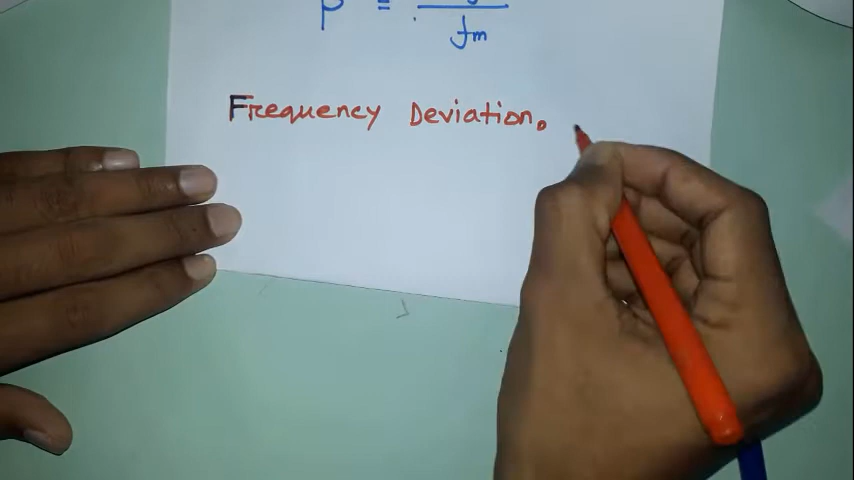 β =
fm
Frequency Deviation.